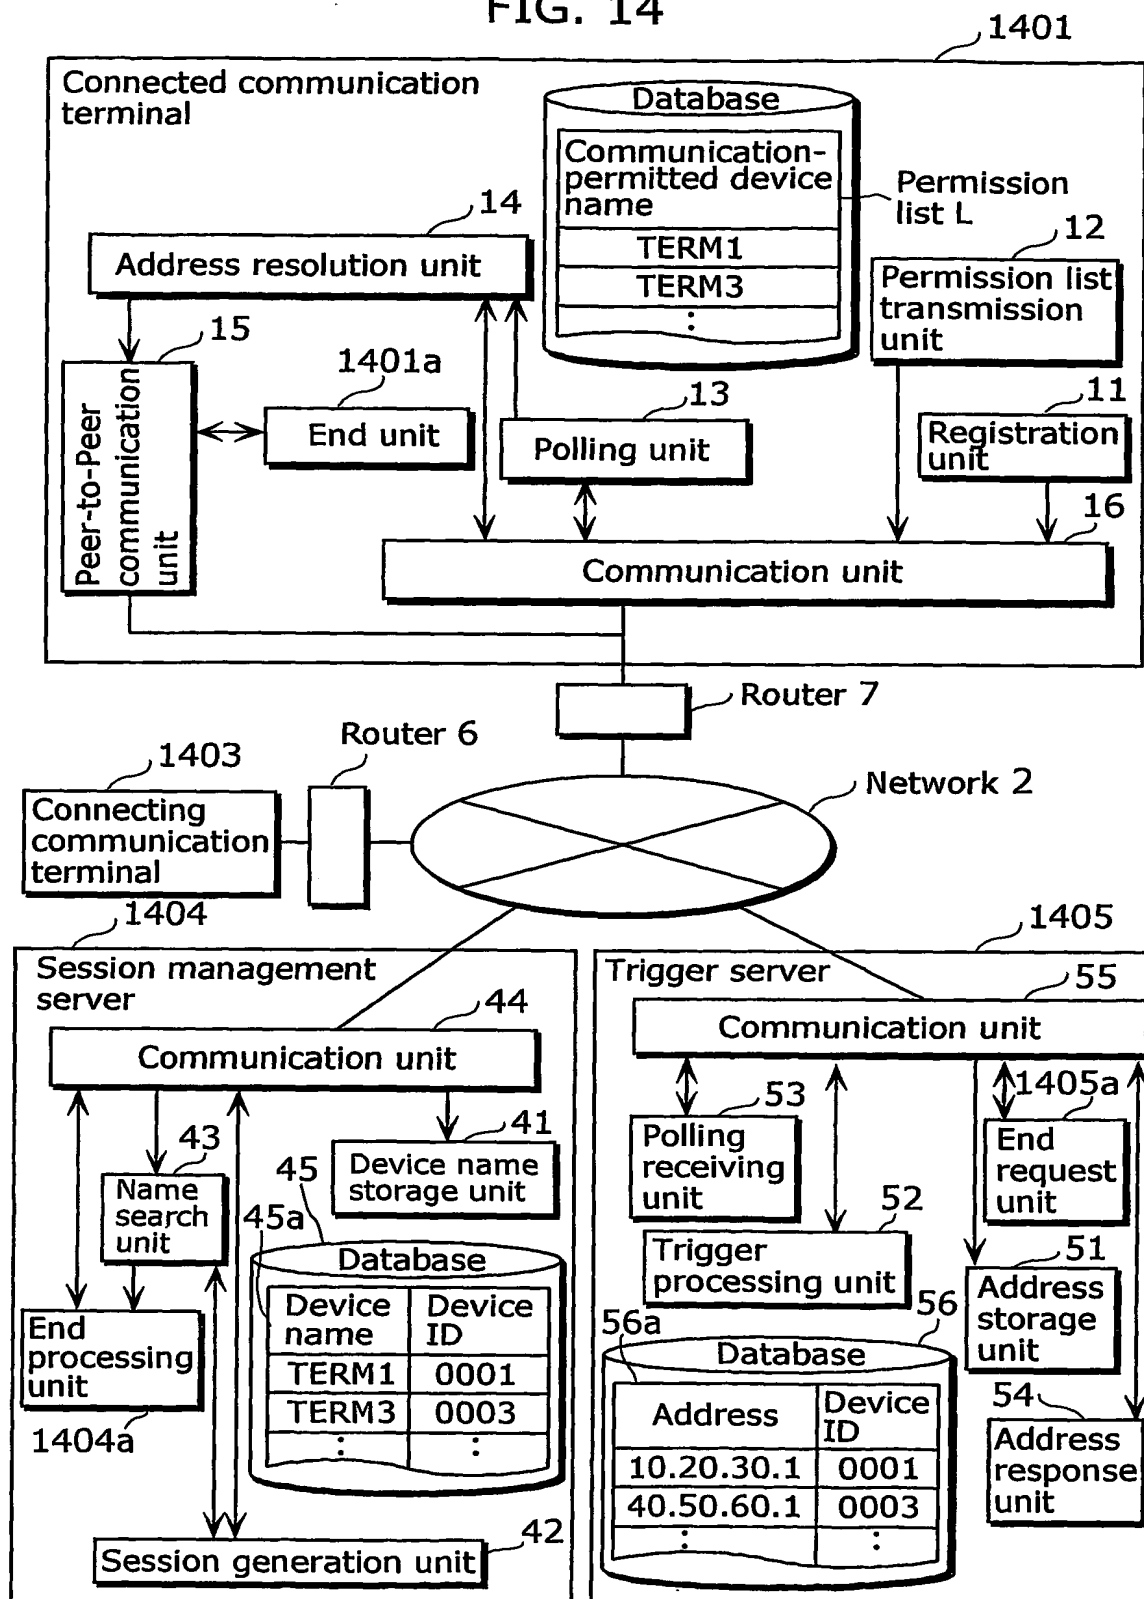 FIG. 14
1401
Connected communication
terminal
Database
Communication-
permitted device
name
TERM1
TERM3
:
Permission
list L
14
Address resolution unit
12
Permission list
transmission
unit
15
Peer-to-Peer
communication
unit
1401a
End unit
13
Polling unit
11
Registration
unit
16
Communication unit
Router 7
Router 6
1403
Connecting
communication
terminal
Network 2
1404
Session management
server
44
Communication unit
43
Name
search
unit
41
Device name
storage unit
45
45a
Database
Device
name
Device
ID
TERM1
0001
TERM3
0003
:
:
End
processing
unit
1404a
Session generation unit
42
1405
Trigger server
55
Communication unit
53
Polling
receiving
unit
1405a
End
request
unit
52
Trigger
processing unit
51
Address
storage
unit
56
56a
Database
Address
Device
ID
10.20.30.1
0001
40.50.60.1
0003
:
:
54
Address
response
unit